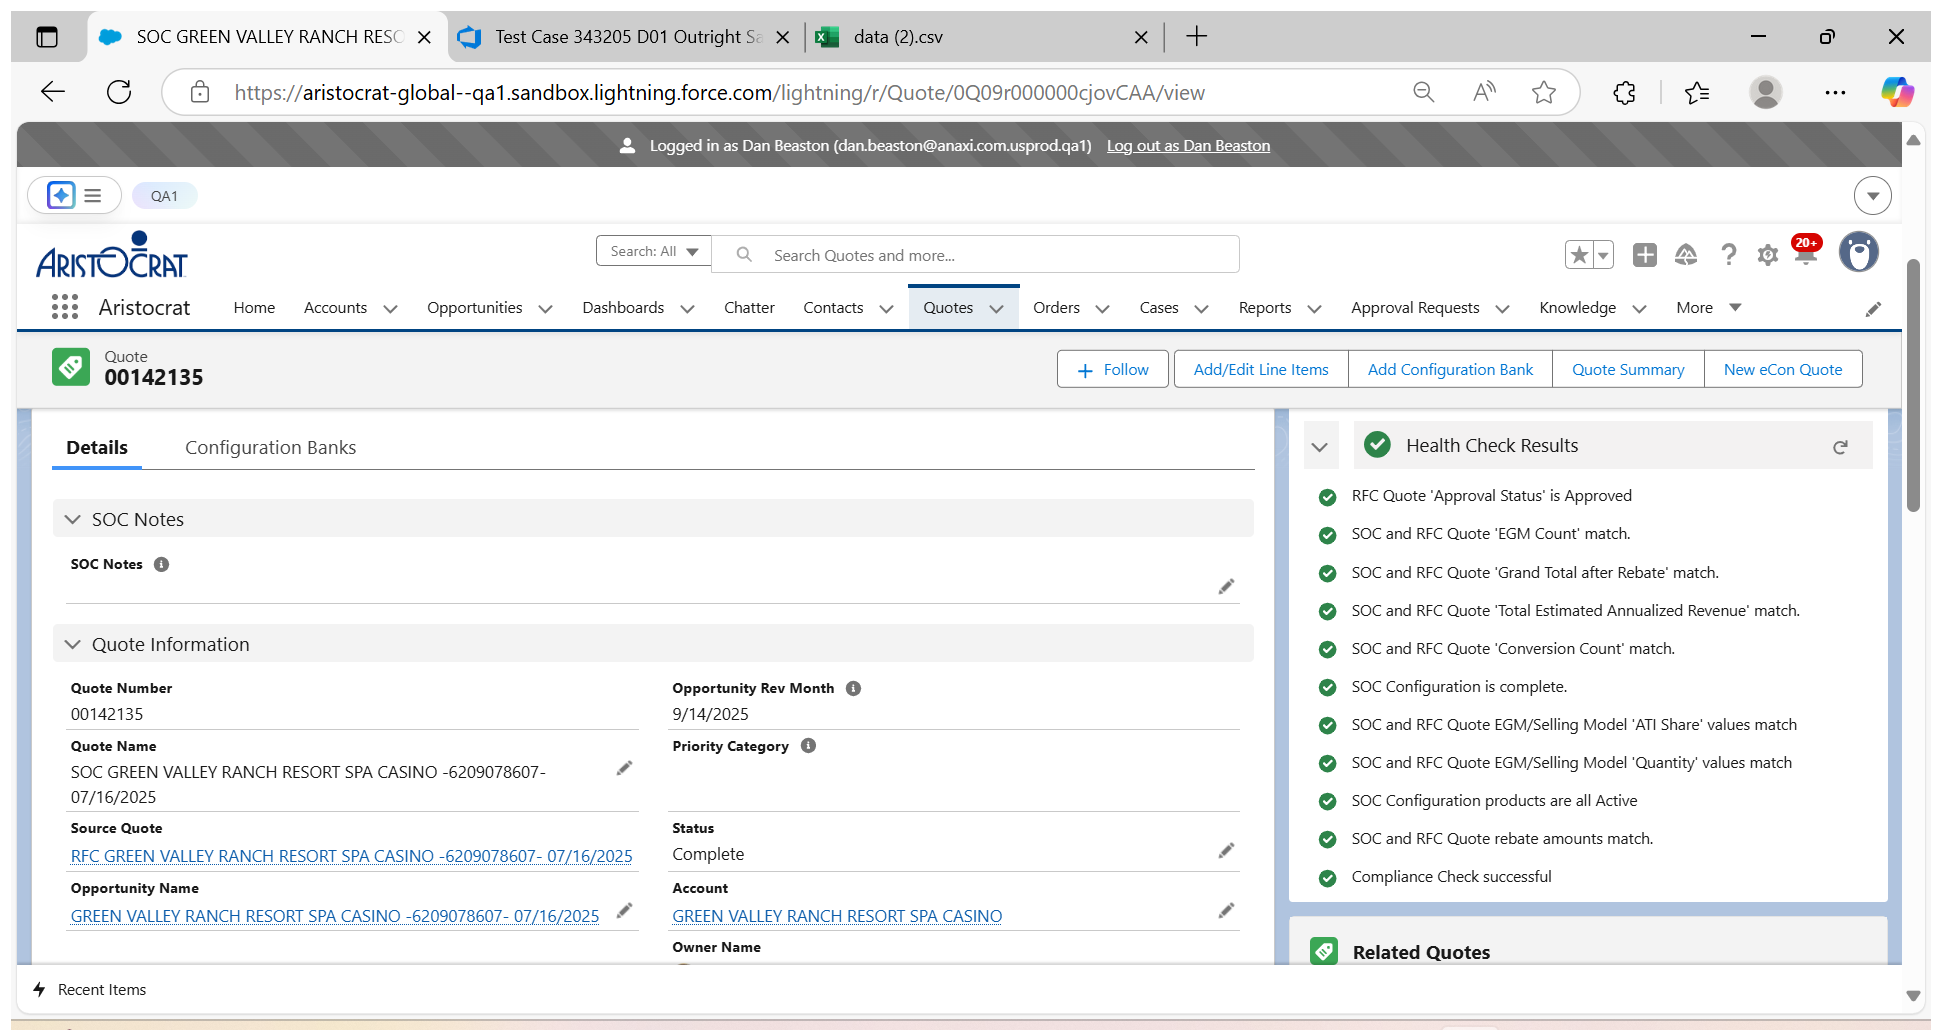 SOC GREEN VALLEY RANCH RESO
Test Case 343205 D01 Outright Sa
data (2).csv
https://aristocrat-global--qa1.sandbox.lightning.force.com/lightning/r/Quote/0Q09r000000cjovCAA/view
Logged in as Dan Beaston (dan.beaston@anaxi.com.usprod.qa1) Log out as Dan Beaston
QA1
ARISTOCRAT
Search: All
Search Quotes and more...
20+
Aristocrat
Home
Accounts
Opportunities
Dashboards
Chatter
Contacts
Quotes
Orders
Cases
Reports
Approval Requests
Knowledge
More
Quote
00142135
Follow
Add/Edit Line Items
Add Configuration Bank
Quote Summary
New eCon Quote
Details
Configuration Banks
SOC Notes
SOC Notes
Quote Information
Quote Number
00142135
Opportunity Rev Month
9/14/2025
Quote Name
SOC GREEN VALLEY RANCH RESORT SPA CASINO -6209078607-
07/16/2025
Priority Category
Source Quote
RFC GREEN VALLEY RANCH RESORT SPA CASINO -6209078607- 07/16/2025
Status
Complete
Opportunity Name
GREEN VALLEY RANCH RESORT SPA CASINO -6209078607- 07/16/2025
Account
GREEN VALLEY RANCH RESORT SPA CASINO
Owner Name
Health Check Results
RFC Quote 'Approval Status' is Approved
SOC and RFC Quote 'EGM Count' match.
SOC and RFC Quote 'Grand Total after Rebate' match.
SOC and RFC Quote 'Total Estimated Annualized Revenue' match.
SOC and RFC Quote 'Conversion Count' match.
SOC Configuration is complete.
SOC and RFC Quote EGM/Selling Model 'ATI Share' values match
SOC and RFC Quote EGM/Selling Model 'Quantity' values match
SOC Configuration products are all Active
SOC and RFC Quote rebate amounts match.
Compliance Check successful
Related Quotes
Recent Items